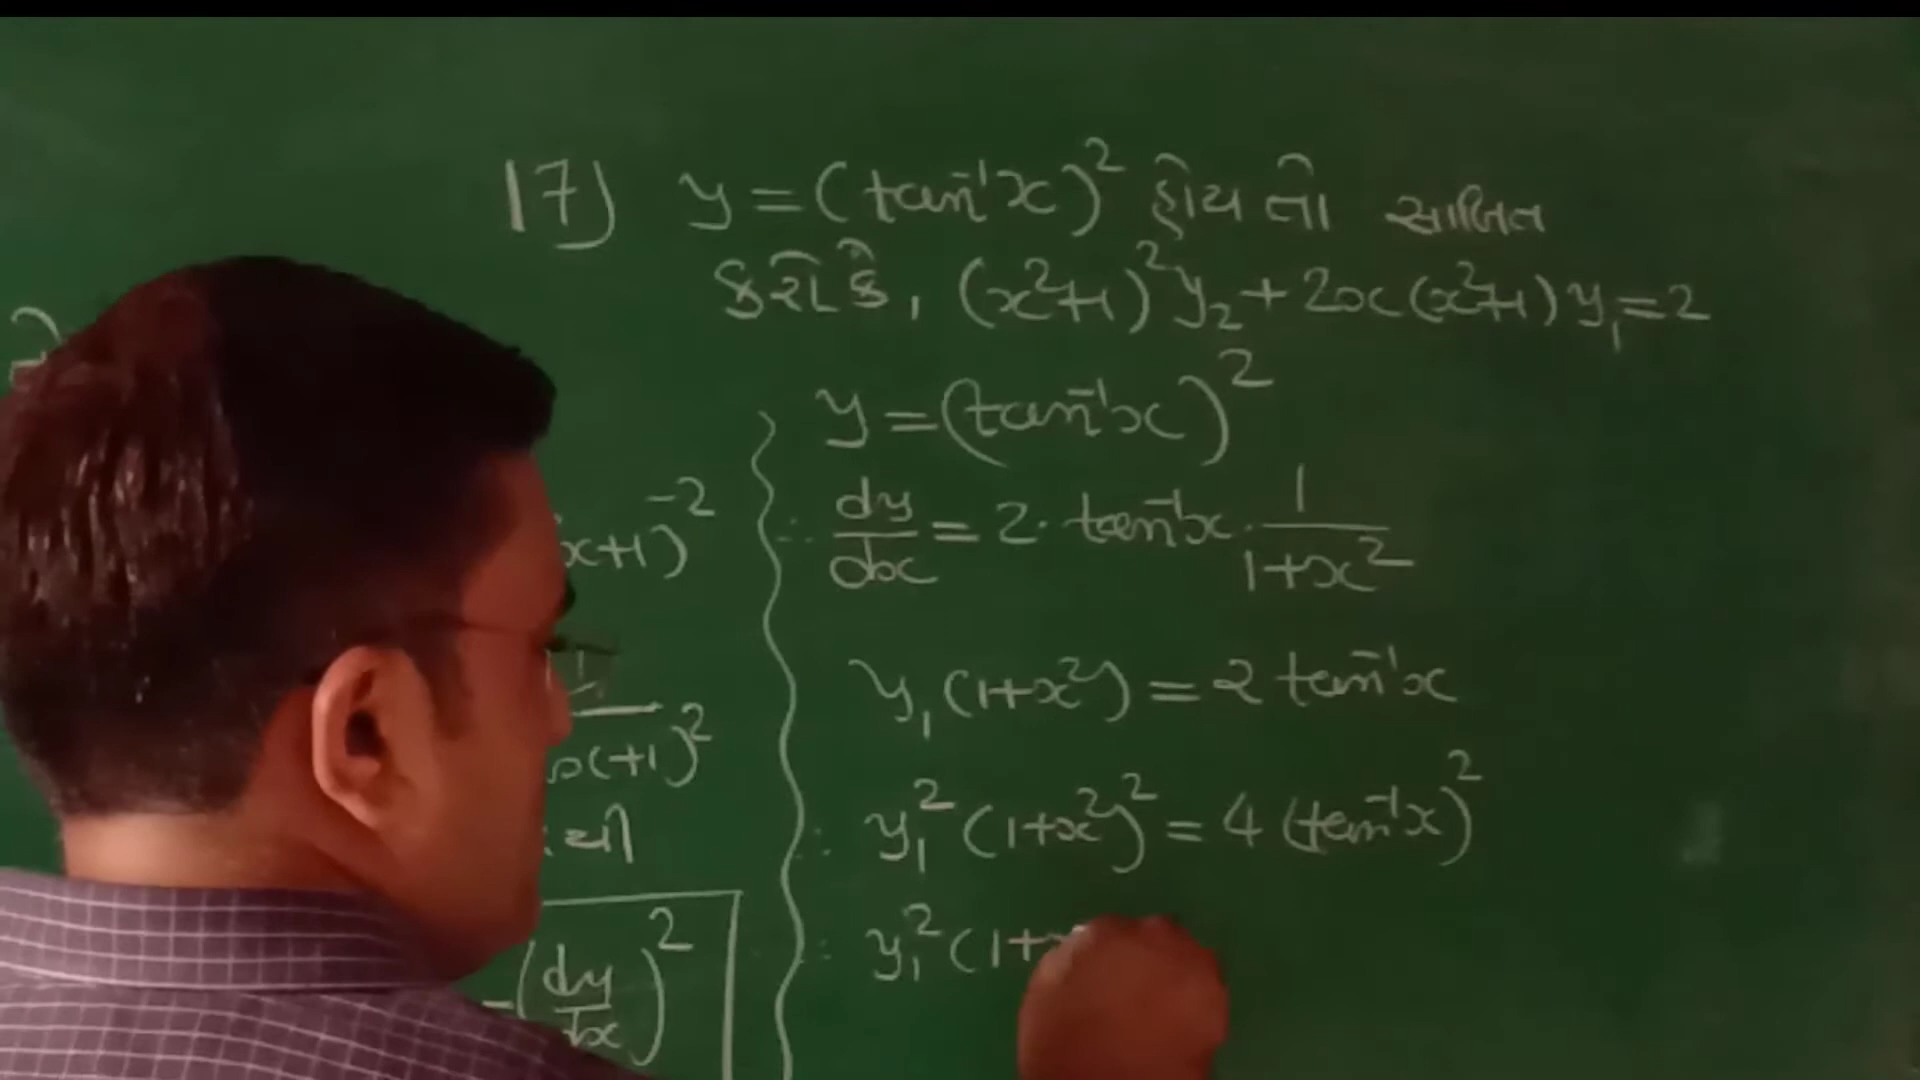 17) y = (tan⁻¹x)² હોય તો સાબિત
કરો કે, (x²+1)²y₂ + 2x(x²+1)y₁ = 2
y = (tan⁻¹x)²
∴ dy/dx = 2 · tan⁻¹x · 1/(1+x²)
y₁(1+x²) = 2 tan⁻¹x
∴ y₁²(1+x²)² = 4(tan⁻¹x)²
∴ y₁²(1+
x+1)⁻²
x+1)²
થી
-(dy/dx)²